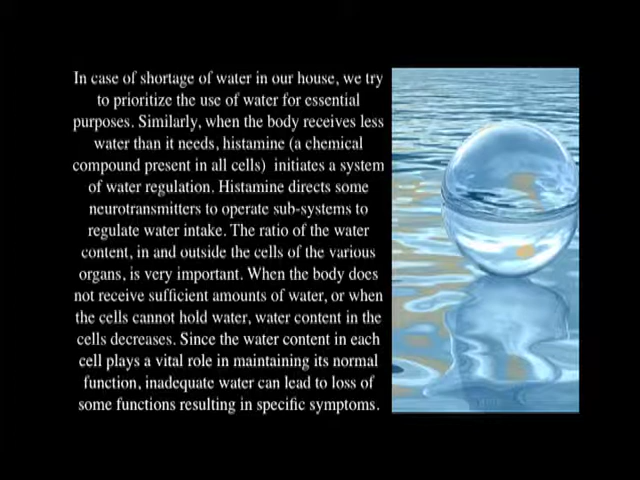 In case of shortage of water in our house, we try
to prioritize the use of water for essential
purposes. Similarly, when the body receives less
water than it needs, histamine (a chemical
compound present in all cells)  initiates a system
of water regulation. Histamine directs some
neurotransmitters to operate sub-systems to
regulate water intake. The ratio of the water
content, in and outside the cells of the various
organs, is very important. When the body does
not receive sufficient amounts of water, or when
the cells cannot hold water, water content in the
cells decreases. Since the water content in each
cell plays a vital role in maintaining its normal
function, inadequate water can lead to loss of
some functions resulting in specific symptoms.